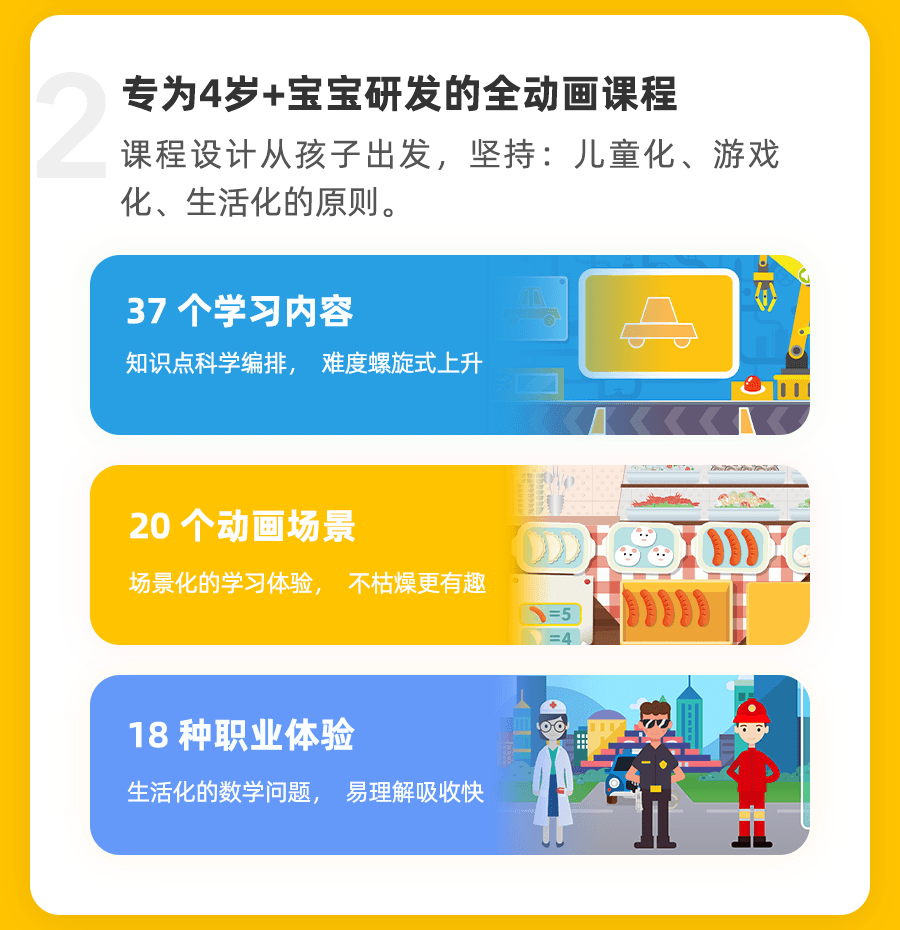 2
专为4岁+宝宝研发的全动画课程
课程设计从孩子出发，坚持：儿童化、游戏
化、生活化的原则。
37 个学习内容
知识点科学编排， 难度螺旋式上升
20 个动画场景
场景化的学习体验， 不枯燥更有趣
=5
=4
18 种职业体验
生活化的数学问题， 易理解吸收快